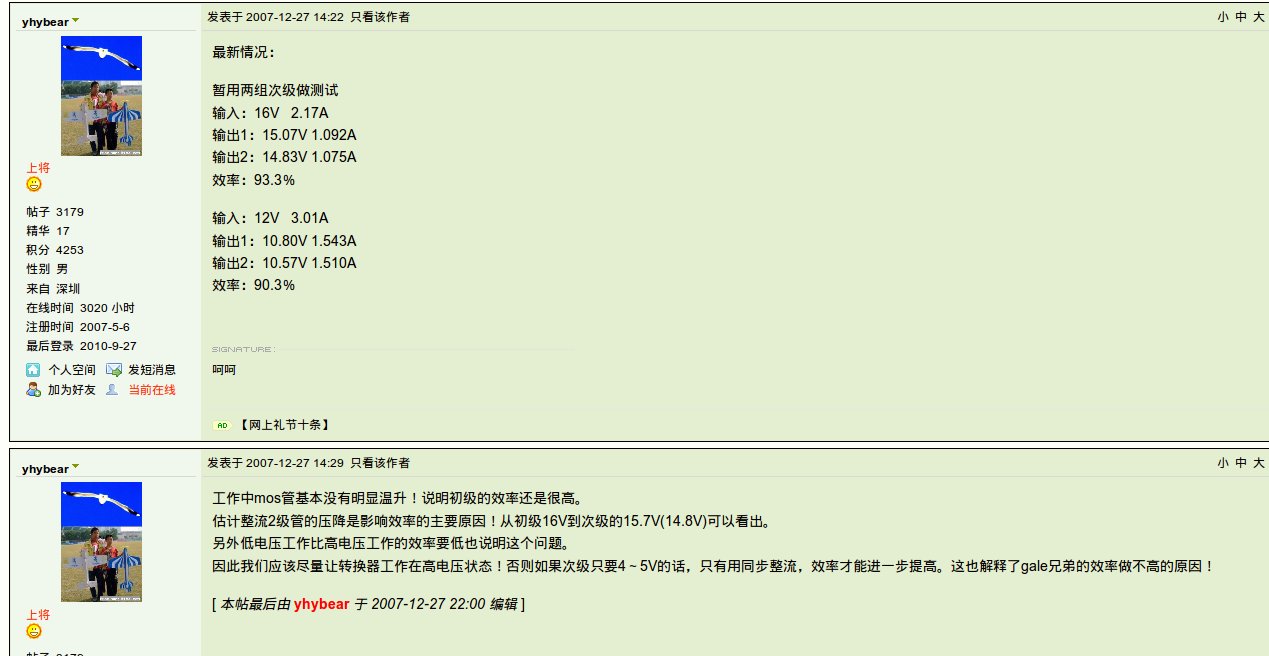 yhybear
发表于 2007-12-27 14:22 只看该作者
小 中 大
上将
帖子 3179
精华 17
积分 4253
性别 男
来自 深圳
在线时间 3020 小时
注册时间 2007-5-6
最后登录 2010-9-27
个人空间 发短消息
加为好友 当前在线
最新情况：
暂用两组次级做测试
输入：16V 2.17A
输出1：15.07V 1.092A
输出2：14.83V 1.075A
效率：93.3%
输入：12V 3.01A
输出1：10.80V 1.543A
输出2：10.57V 1.510A
效率：90.3%
SIGNATURE:
呵呵
AD 【网上礼节十条】
yhybear
发表于 2007-12-27 14:29 只看该作者
小 中 大
上将
帖子 3179
工作中mos管基本没有明显温升！说明初级的效率还是很高。
估计整流2级管的压降是影响效率的主要原因！从初级16V到次级的15.7V(14.8V)可以看出。
另外低电压工作比高电压工作的效率要低也说明这个问题。
因此我们应该尽量让转换器工作在高电压状态！否则如果次级只要4～5V的话，只有用同步整流，效率才能进一步提高。这也解释了gale兄弟的效率做不高的原因！
[ 本帖最后由 yhybear 于 2007-12-27 22:00 编辑 ]